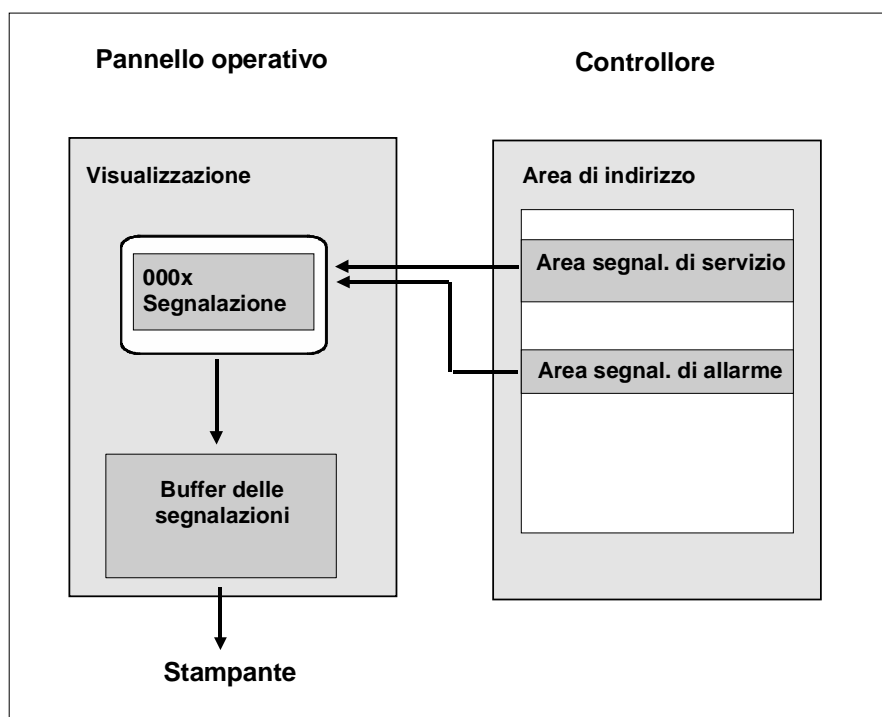 Pannello operativo
Controllore
Visualizzazione
Area di indirizzo
000x
Segnalazione
Area segnal. di servizio
Area segnal. di allarme
Buffer delle
segnalazioni
Stampante